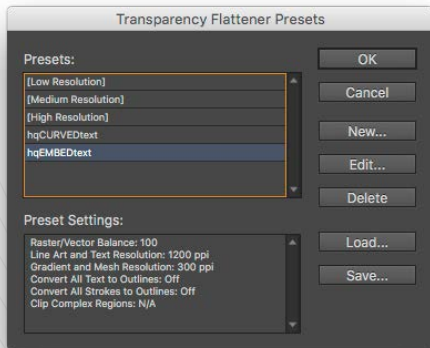 Transparency Flattener Presets
Presets:
[Low Resolution]
[Medium Resolution]
[High Resolution]
hqCURVEDtext
hqEMBEDtext
OK
Cancel
New...
Edit...
Delete
Preset Settings:
Raster/Vector Balance: 100
Line Art and Text Resolution: 1200 ppi
Gradient and Mesh Resolution: 300 ppi
Convert All Text to Outlines: Off
Convert All Strokes to Outlines: Off
Clip Complex Regions: N/A
Load...
Save...